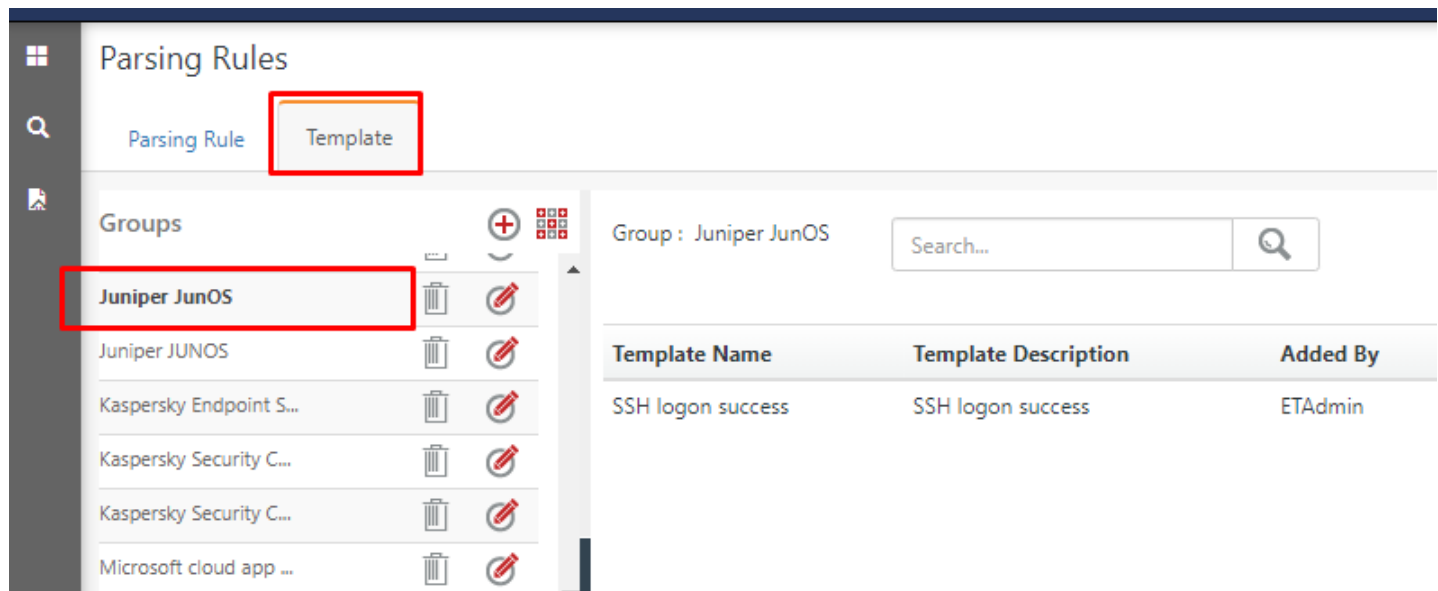 Parsing Rules
Parsing Rule
Template
Groups
Juniper JunOS
Juniper JUNOS
Kaspersky Endpoint S...
Kaspersky Security C...
Kaspersky Security C...
Microsoft cloud app ...
Group : Juniper JunOS
Search...
Template Name Template Description Added By
SSH logon success SSH logon success ETAdmin